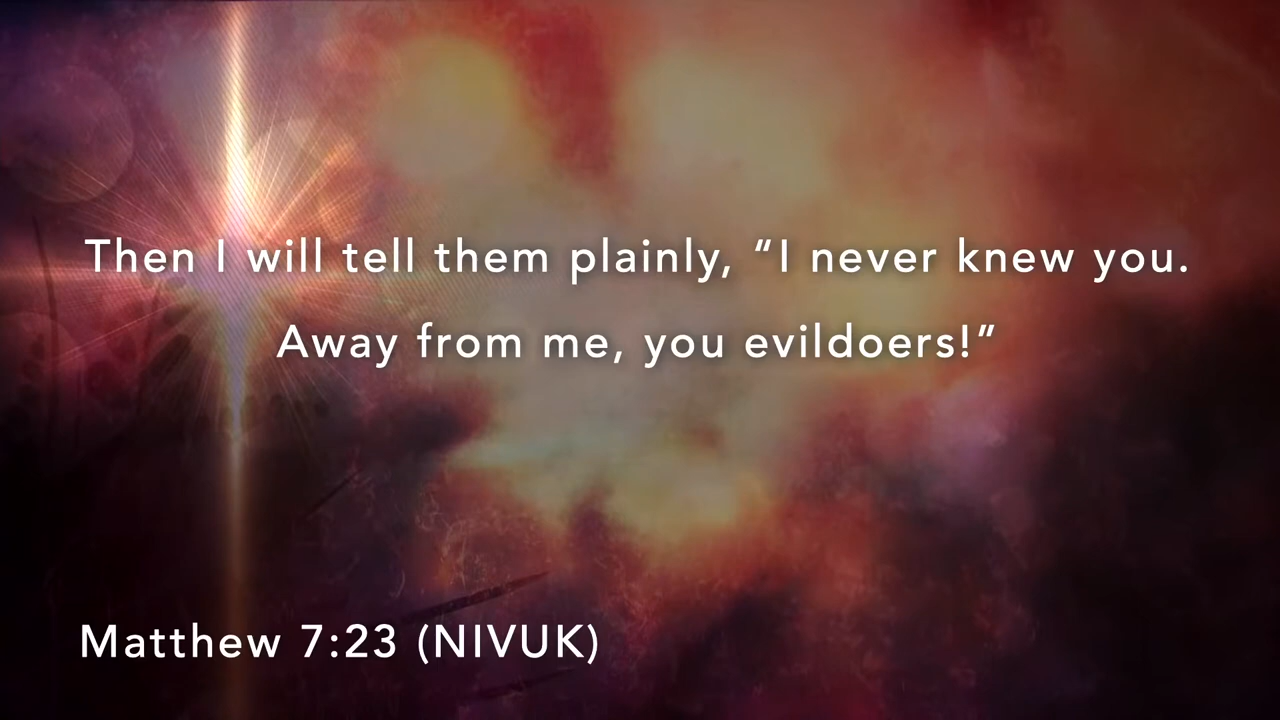 Then I will tell them plainly, “I never knew you.
Away from me, you evildoers!”
Matthew 7:23 (NIVUK)